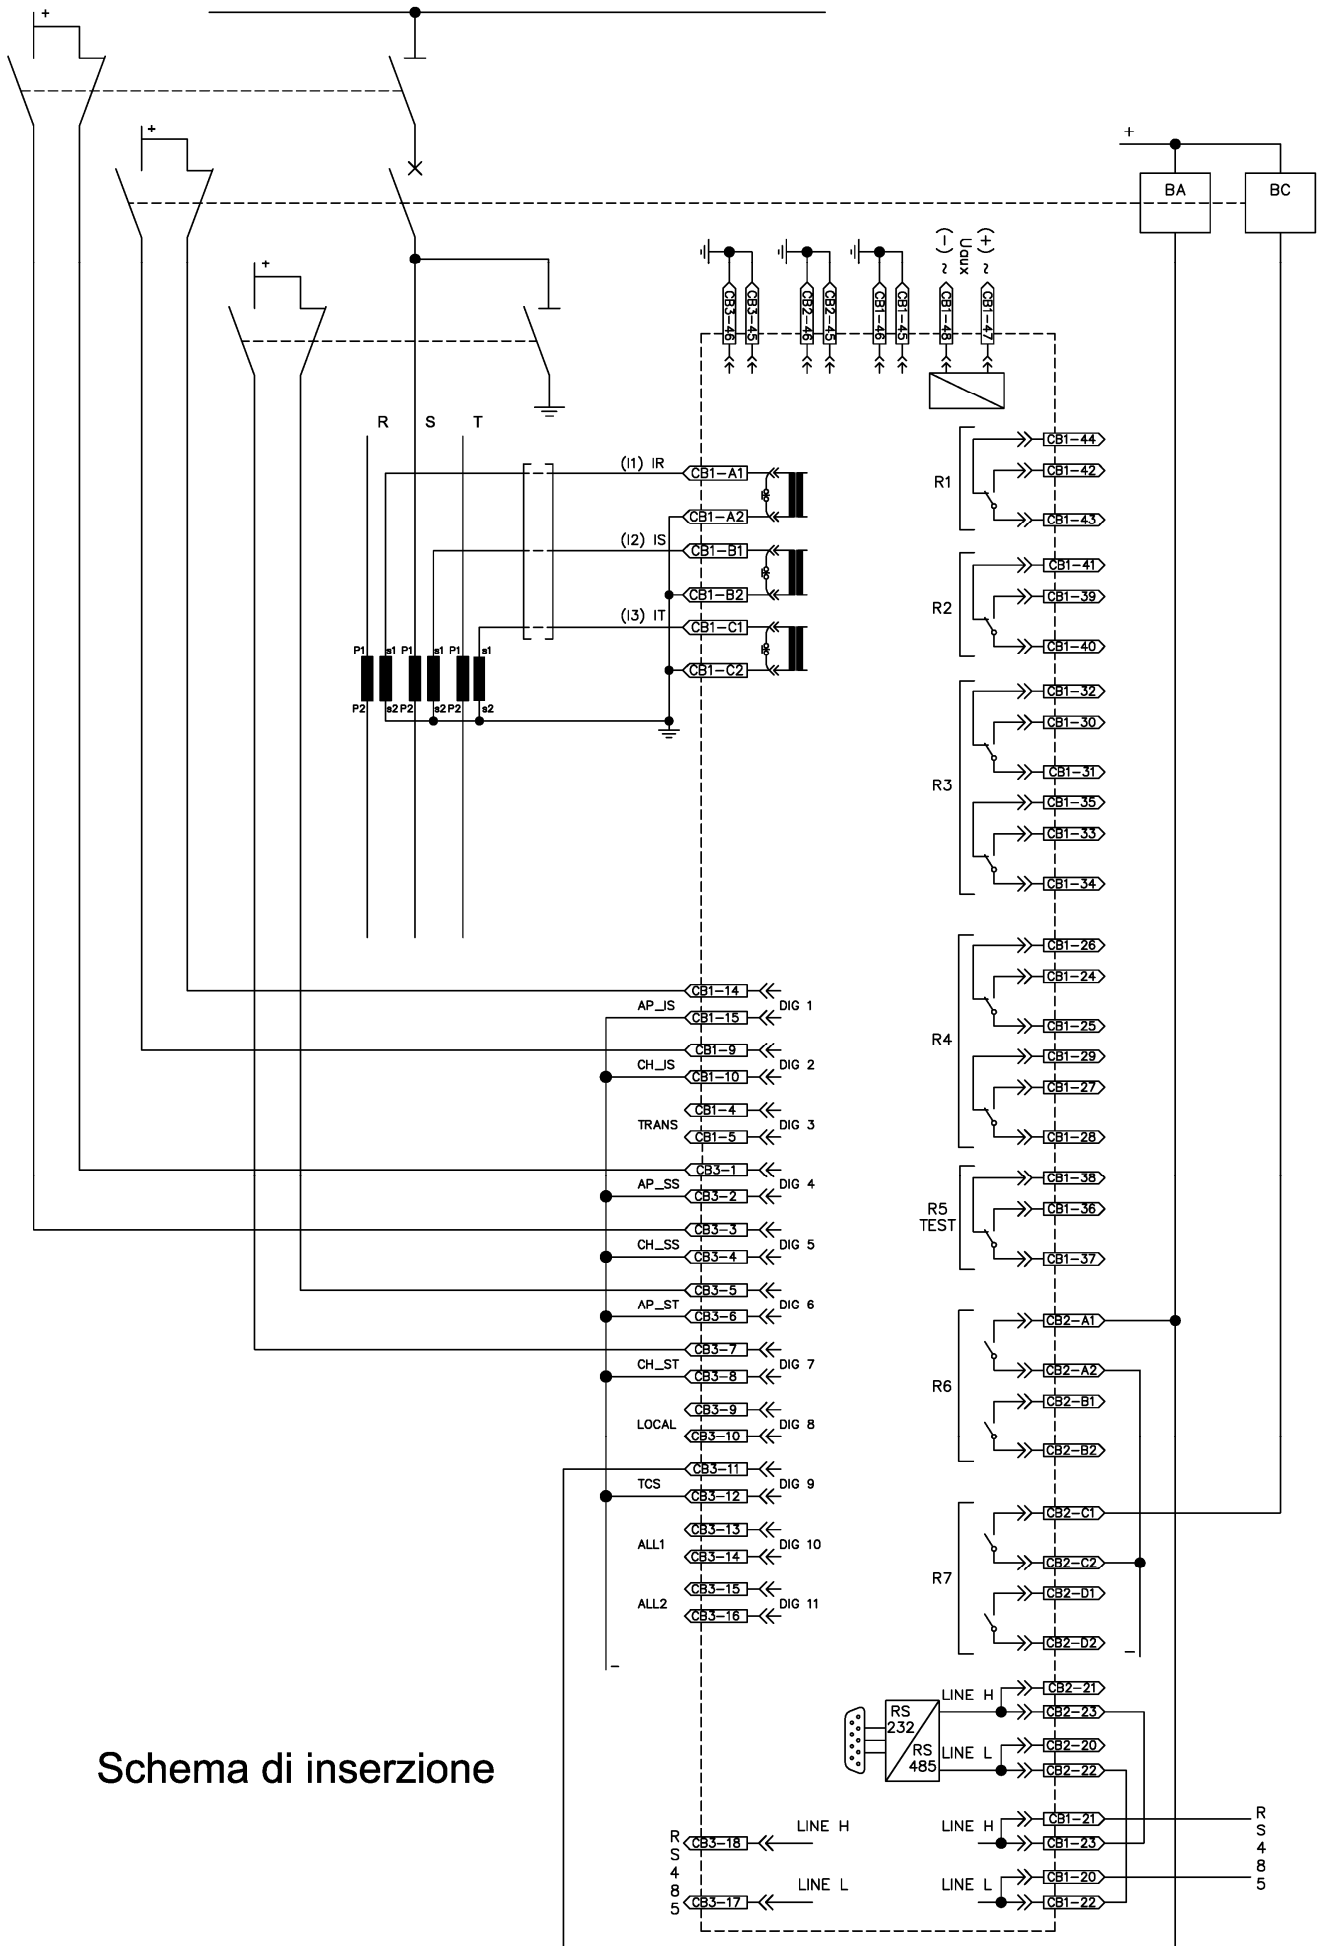 +
+
+
+
BA
BC
(-) ~
Uaux
(+) ~
CB3-46
CB3-45
CB2-46
CB2-45
CB1-46
CB1-45
CB1-48
CB1-47
R S T
(I1) IR
CB1-A1
CB1-A2
(I2) IS
CB1-B1
CB1-B2
(I3) IT
CB1-C1
CB1-C2
P1 s1 P1 s1 P1 s1
P2 s2 P2 s2 P2 s2
R1
CB1-44
CB1-42
CB1-43
R2
CB1-41
CB1-39
CB1-40
R3
CB1-32
CB1-30
CB1-31
CB1-35
CB1-33
CB1-34
R4
CB1-26
CB1-24
CB1-25
CB1-29
CB1-27
CB1-28
R5
TEST
CB1-38
CB1-36
CB1-37
R6
CB2-A1
CB2-A2
CB2-B1
CB2-B2
R7
CB2-C1
CB2-C2
CB2-D1
CB2-D2
-
CB1-14
AP_IS DIG 1
CB1-15
CB1-9
CH_IS DIG 2
CB1-10
CB1-4
TRANS DIG 3
CB1-5
CB3-1
AP_SS DIG 4
CB3-2
CB3-3
CH_SS DIG 5
CB3-4
CB3-5
AP_ST DIG 6
CB3-6
CB3-7
CH_ST DIG 7
CB3-8
CB3-9
LOCAL DIG 8
CB3-10
CB3-11
TCS DIG 9
CB3-12
CB3-13
ALL1 DIG 10
CB3-14
CB3-15
ALL2 DIG 11
CB3-16
-
RS
232
RS
485
LINE H
CB2-21
CB2-23
LINE L
CB2-20
CB2-22
Schema di inserzione
RS485
CB3-18
LINE H
CB3-17
LINE L
LINE H
CB1-21
CB1-23
LINE L
CB1-20
CB1-22
RS485